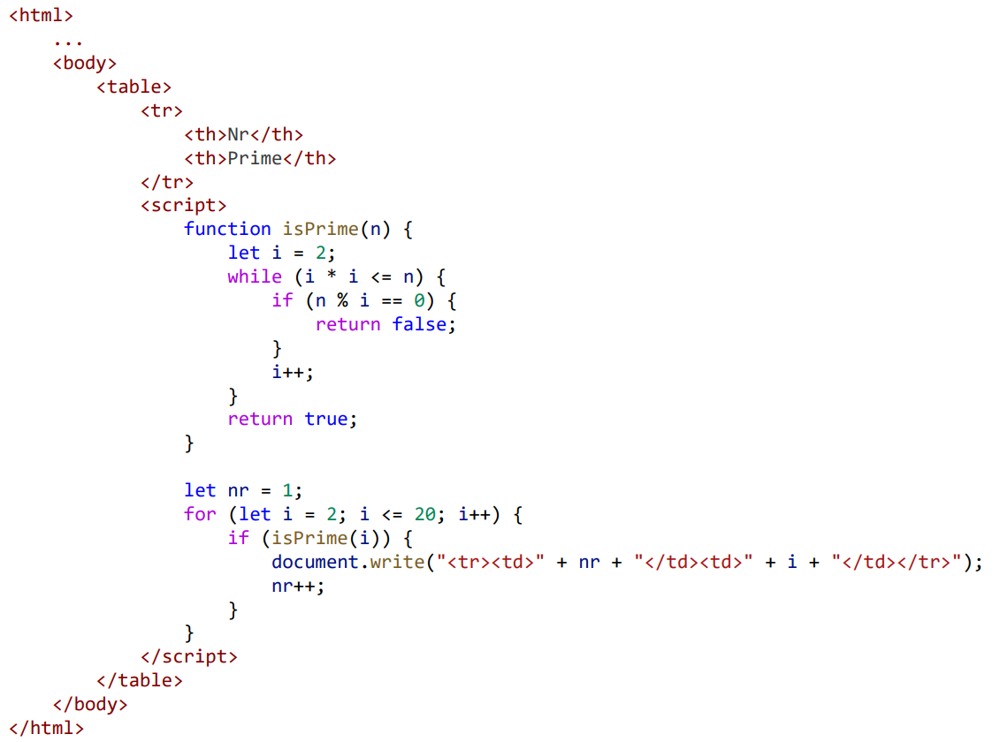 <html>
    ...
    <body>
        <table>
            <tr>
                <th>Nr</th>
                <th>Prime</th>
            </tr>
            <script>
                function isPrime(n) {
                    let i = 2;
                    while (i * i <= n) {
                        if (n % i == 0) {
                            return false;
                        }
                        i++;
                    }
                    return true;
                }

                let nr = 1;
                for (let i = 2; i <= 20; i++) {
                    if (isPrime(i)) {
                        document.write("<tr><td>" + nr + "</td><td>" + i + "</td></tr>");
                        nr++;
                    }
                }
            </script>
        </table>
    </body>
</html>